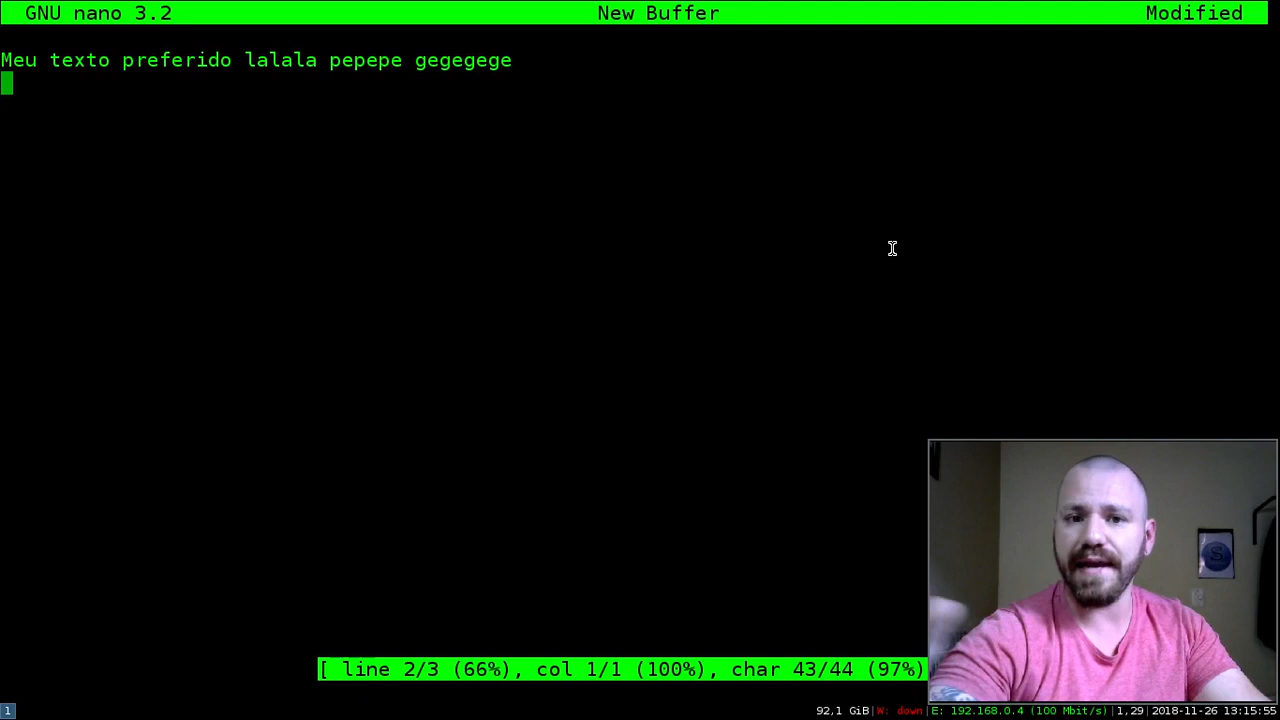 GNU nano 3.2 New Buffer Modified
Meu texto preferido lalala pepepe gegegege
[ line 2/3 (66%), col 1/1 (100%), char 43/44 (97%)
S
1 92,1 GiB|W: down|E: 192.168.0.4 (100 Mbit/s)|1,29|2018-11-26 13:15:55